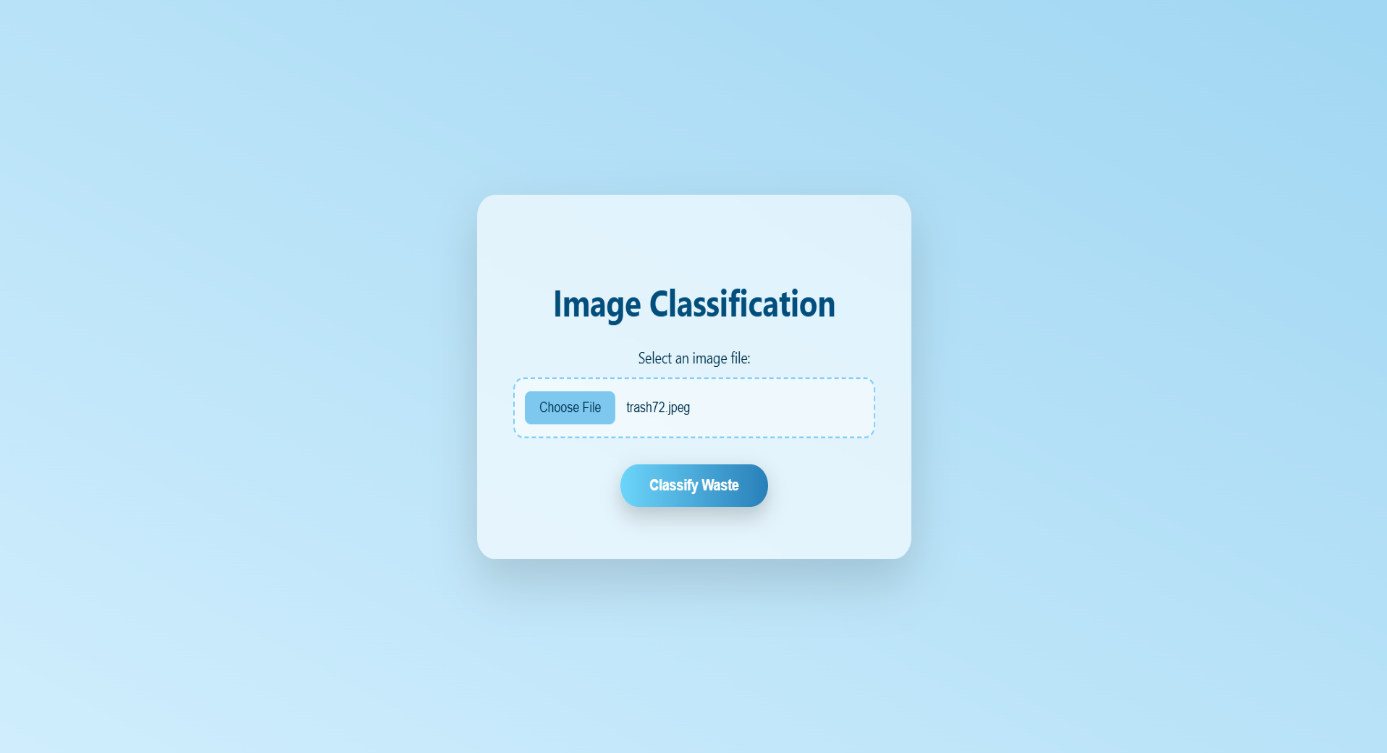 Image Classification
Select an image file:
Choose File trash72.jpeg
Classify Waste